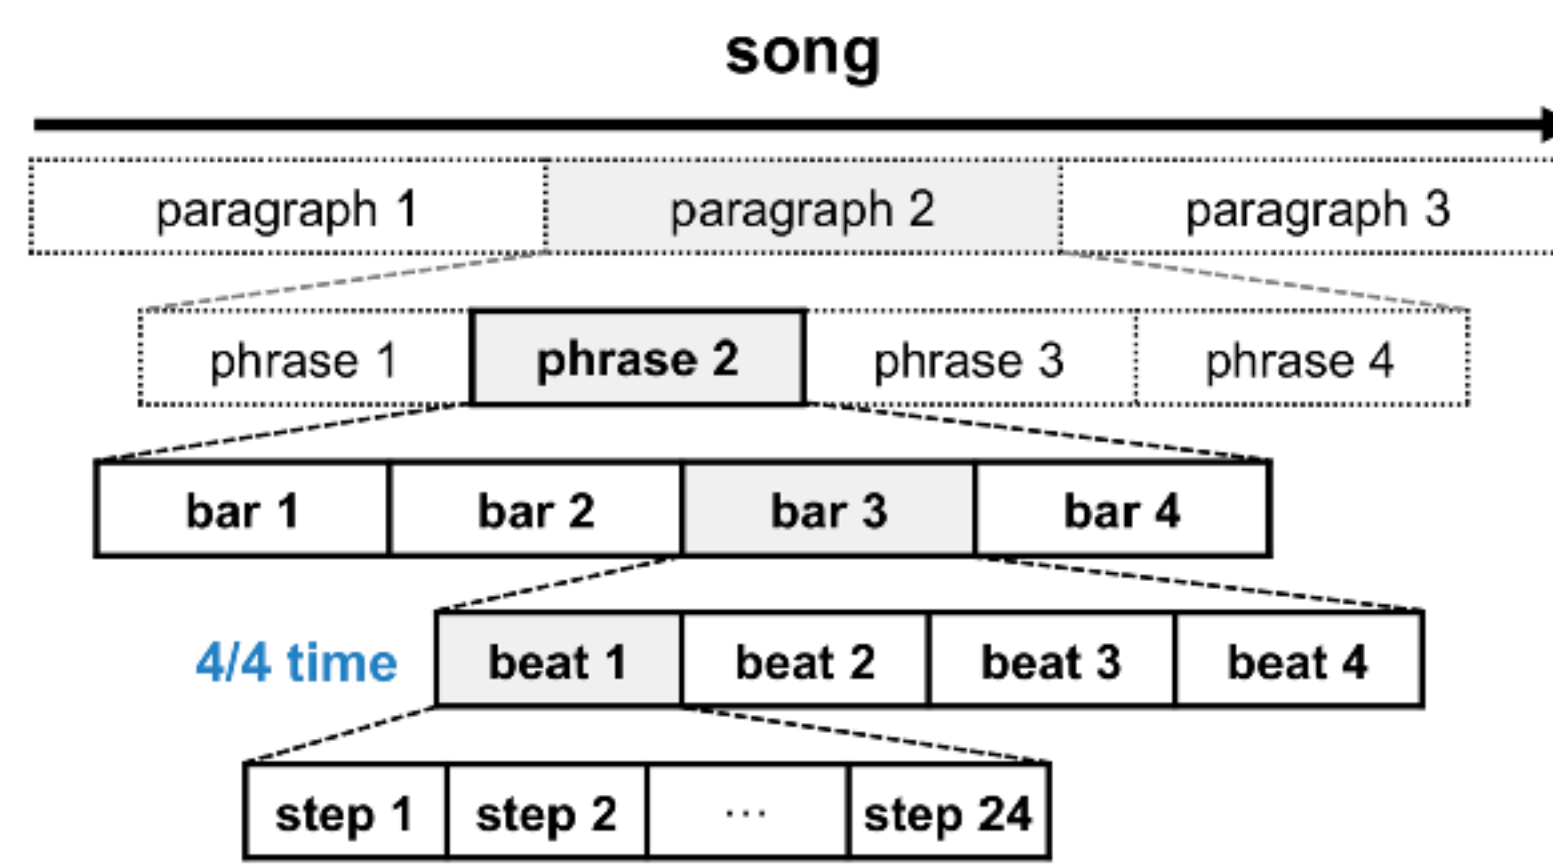 song
paragraph 1 paragraph 2 paragraph 3
phrase 1 phrase 2 phrase 3 phrase 4
bar 1 bar 2 bar 3 bar 4
4/4 time beat 1 beat 2 beat 3 beat 4
step 1 step 2 ... step 24